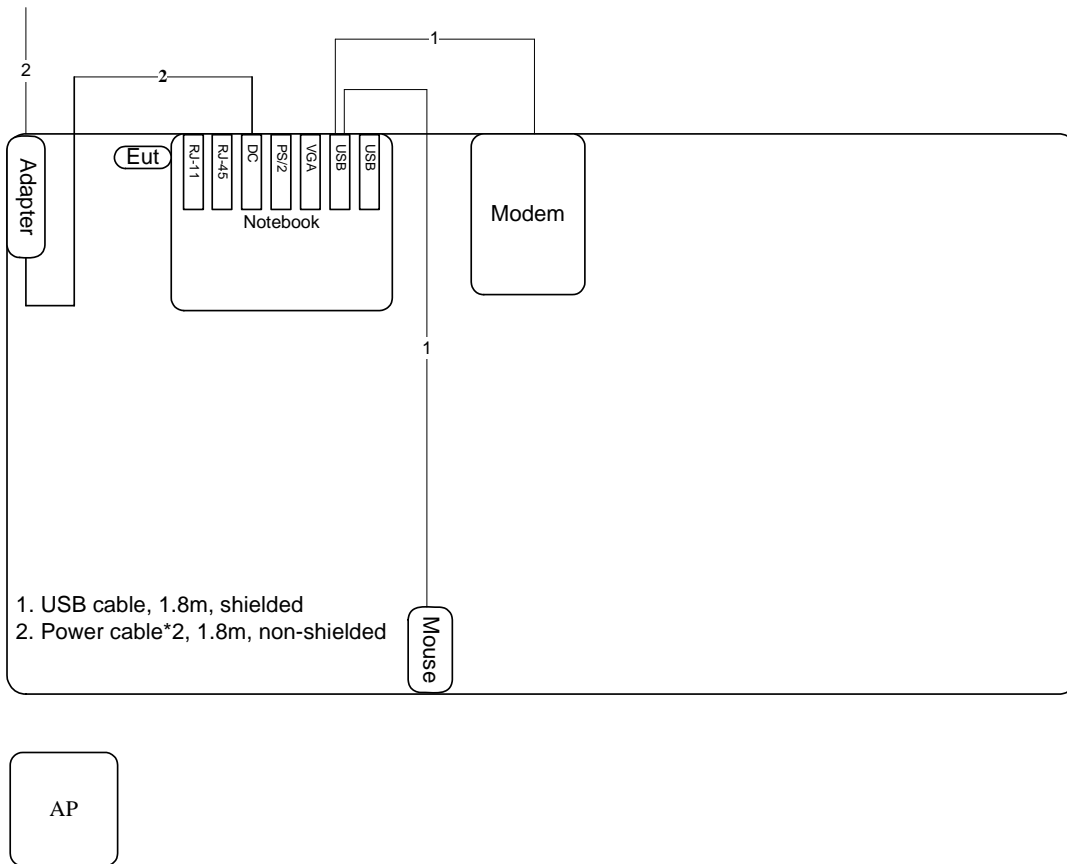 1
2
2
Adapter
Eut
RJ-11
RJ-45
DC
PS/2
VGA
USB
USB
Notebook
Modem
1
1. USB cable, 1.8m, shielded
2. Power cable*2, 1.8m, non-shielded
Mouse
AP